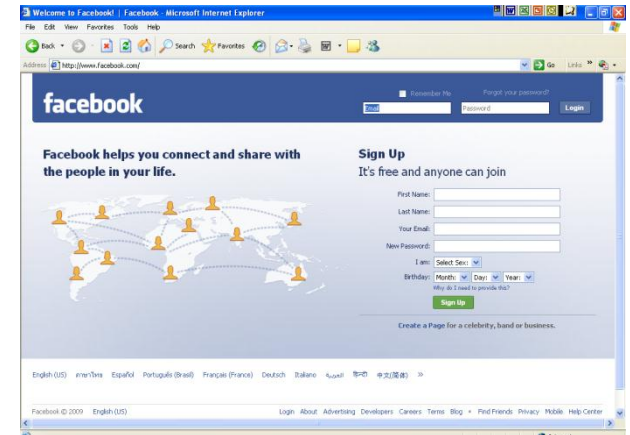 Welcome to Facebook! | Facebook - Microsoft Internet Explorer
File Edit View Favorites Tools Help
Back Search Favorites
Address http://www.facebook.com/ Go Links »
Remember Me Forgot your password?
facebook Email Password Login
Facebook helps you connect and share with
the people in your life.
Sign Up
It's free and anyone can join
First Name:
Last Name:
Your Email:
New Password:
I am: Select Sex:
Birthday: Month: Day: Year:
Why do I need to provide this?
Sign Up
Create a Page for a celebrity, band or business.
English (US) ภาษาไทย Español Português (Brasil) Français (France) Deutsch Italiano العربية हिन्दी 中文(简体) »
Facebook © 2009 English (US) Login About Advertising Developers Careers Terms Blog • Find Friends Privacy Mobile Help Center